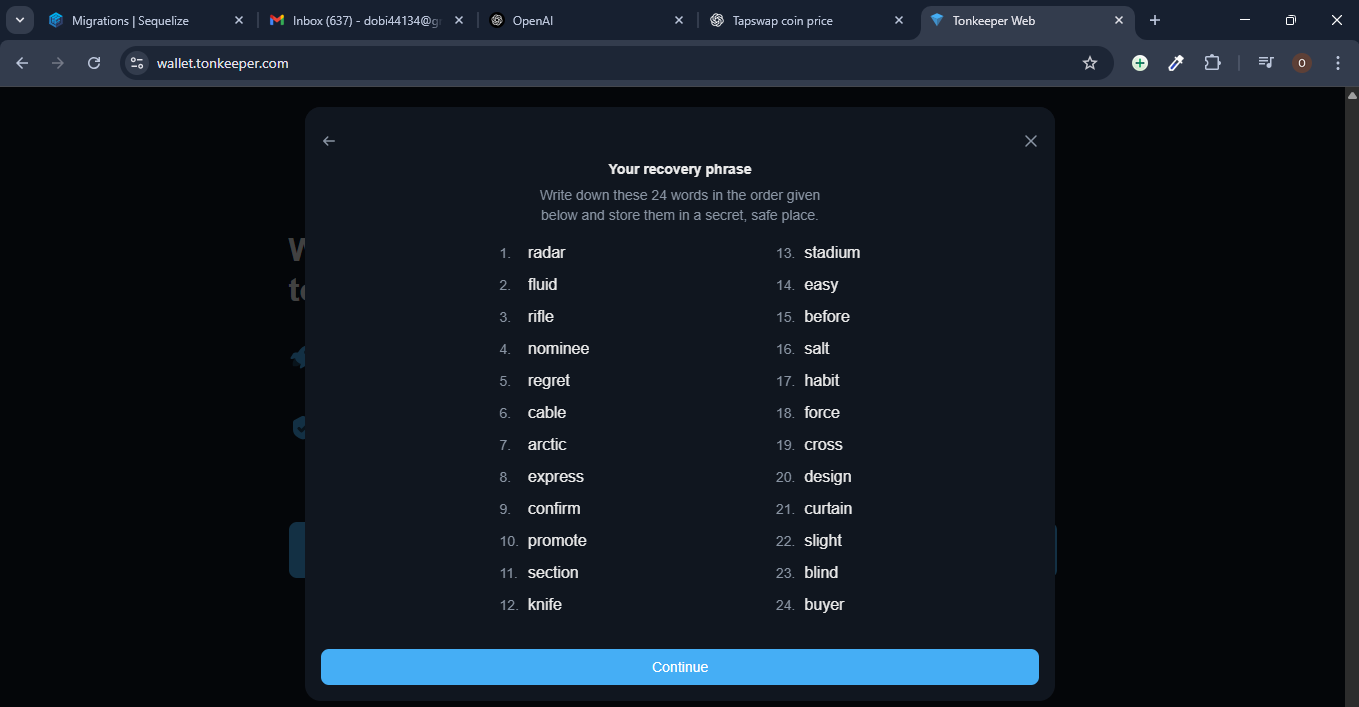 Migrations | Sequelize
Inbox (637) - dobi44134@gr
OpenAI
Tapswap coin price
Tonkeeper Web
wallet.tonkeeper.com
O
Your recovery phrase
Write down these 24 words in the order given
below and store them in a secret, safe place.
1. radar
2. fluid
3. rifle
4. nominee
5. regret
6. cable
7. arctic
8. express
9. confirm
10. promote
11. section
12. knife
13. stadium
14. easy
15. before
16. salt
17. habit
18. force
19. cross
20. design
21. curtain
22. slight
23. blind
24. buyer
Continue